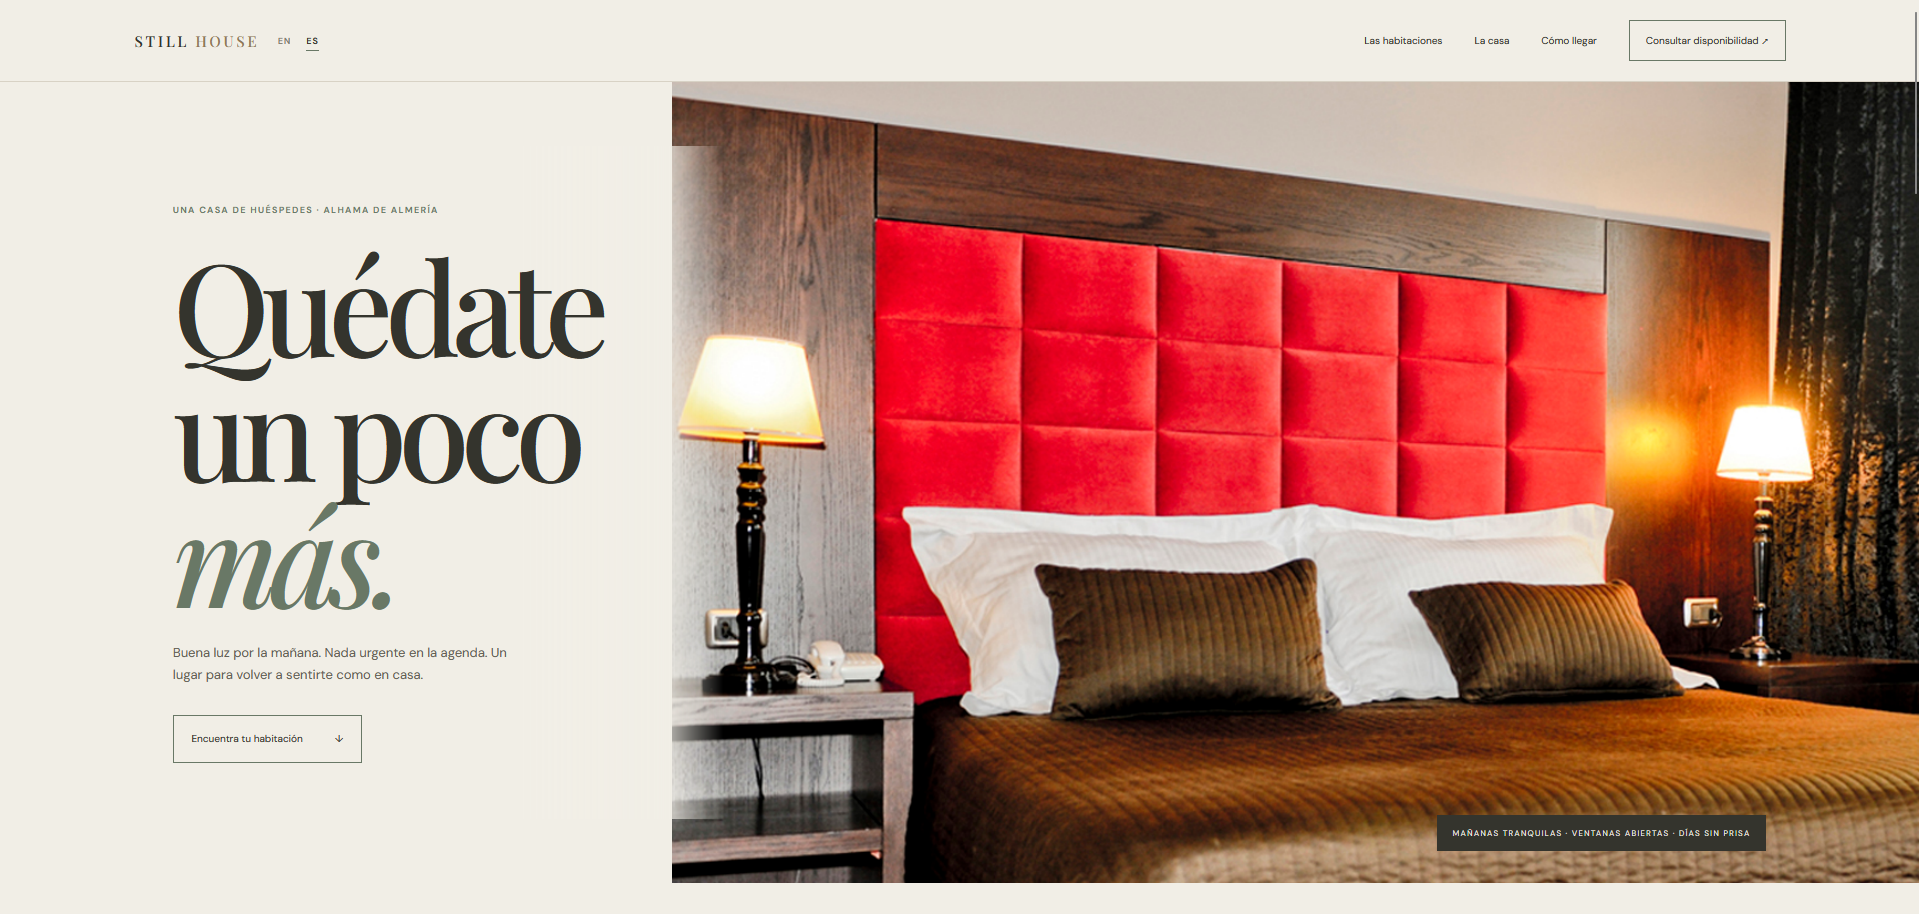 STILL HOUSE EN ES
Las habitaciones La casa Cómo llegar Consultar disponibilidad ↗
UNA CASA DE HUÉSPEDES · ALHAMA DE ALMERÍA
Quédate
un poco
más.
Buena luz por la mañana. Nada urgente en la agenda. Un
lugar para volver a sentirte como en casa.
Encuentra tu habitación ↓
MAÑANAS TRANQUILAS · VENTANAS ABIERTAS · DÍAS SIN PRISA